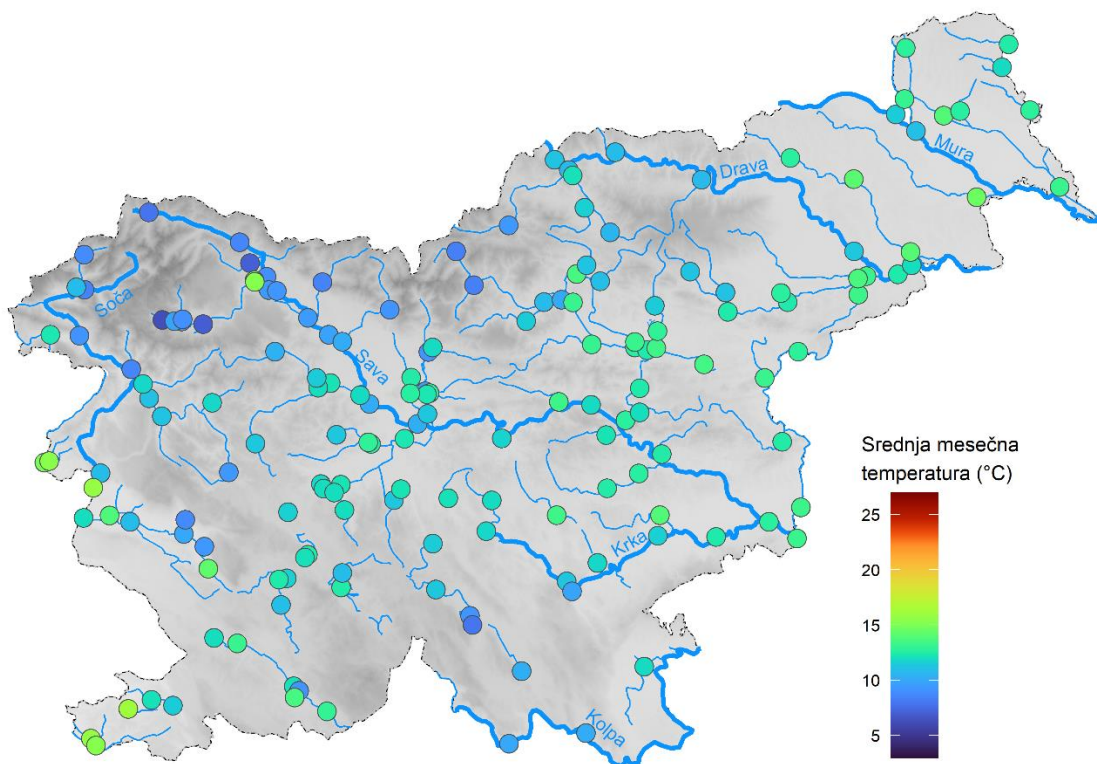 Mura
Drava
Soča
Sava
Krka
Kolpa
Srednja mesečna
temperatura (°C)
25
20
15
10
5